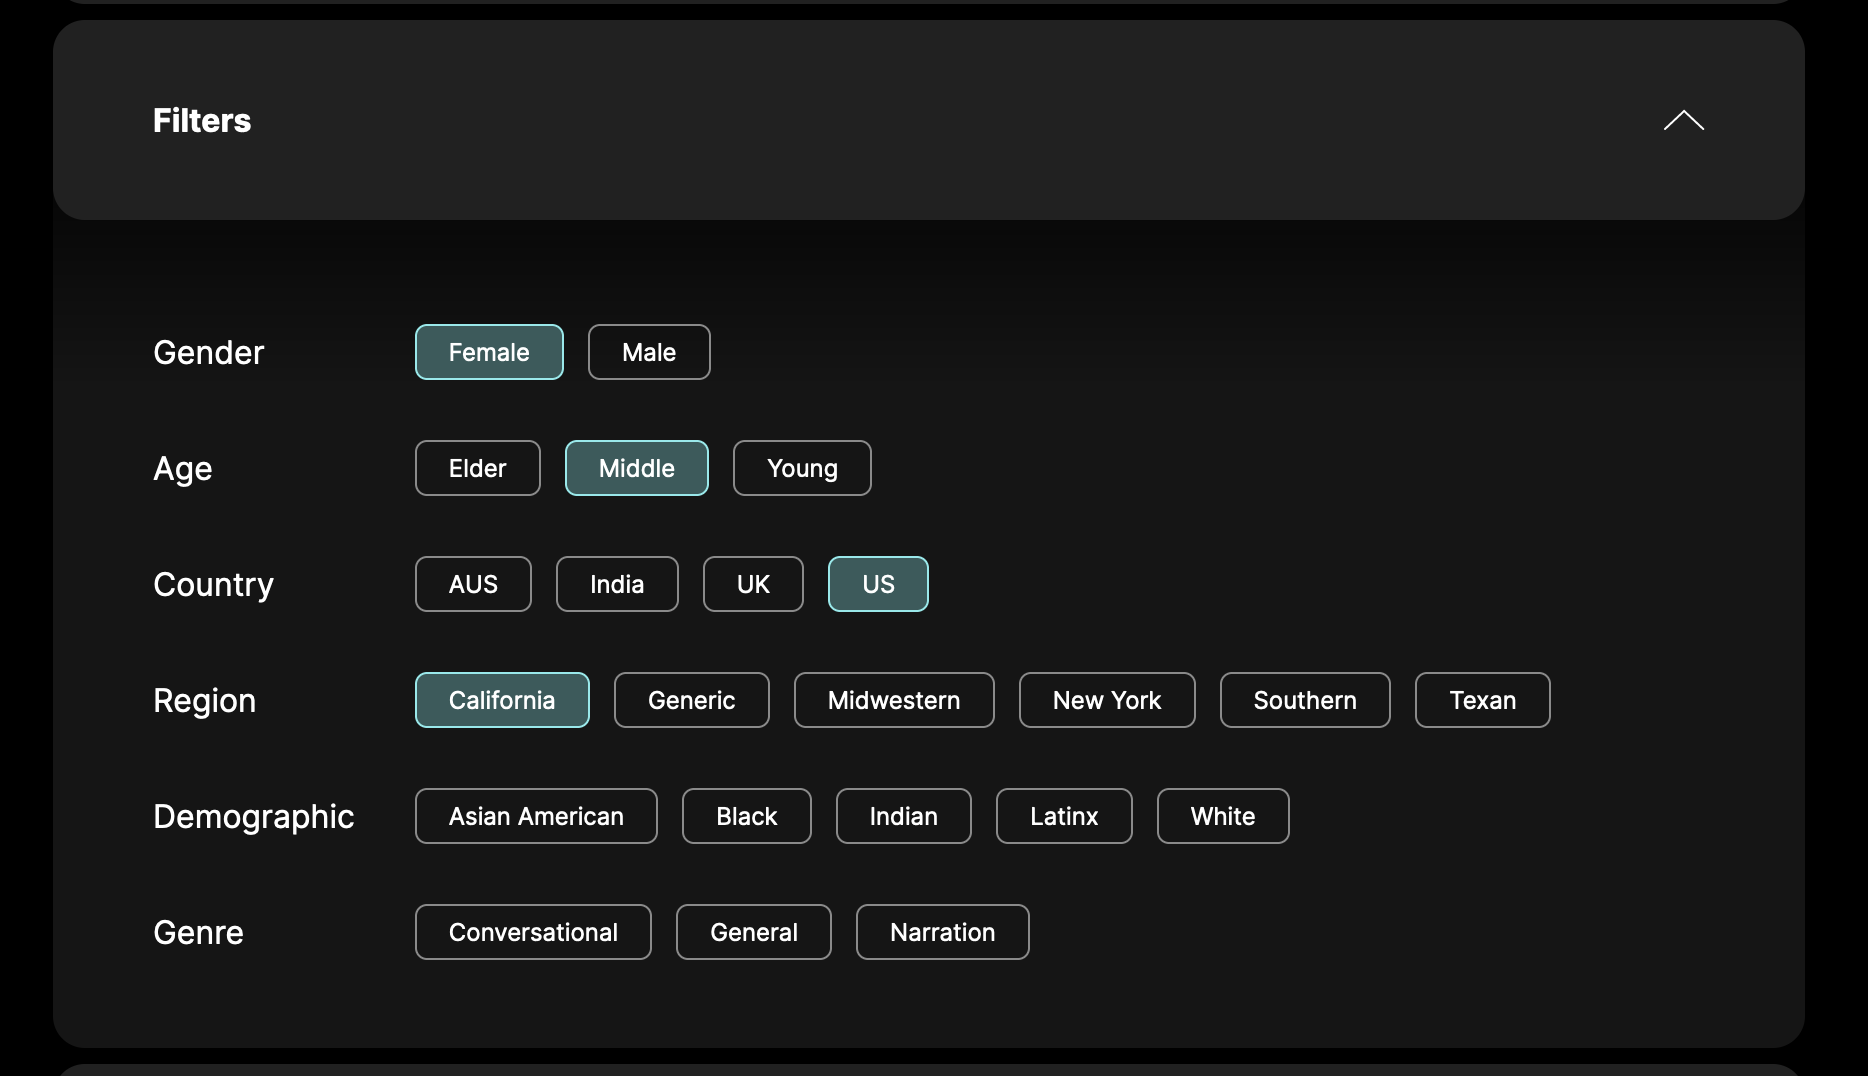 Filters
Gender Female Male
Age Elder Middle Young
Country AUS India UK US
Region California Generic Midwestern New York Southern Texan
Demographic Asian American Black Indian Latinx White
Genre Conversational General Narration